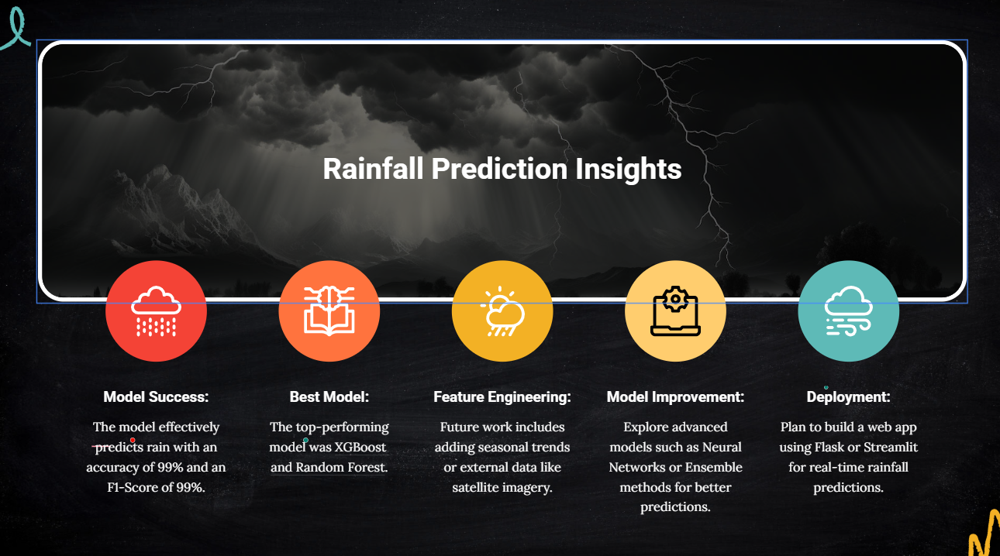 Rainfall Prediction Insights
Model Success:
The model effectively
predicts rain with an
accuracy of 99% and an
F1-Score of 99%.
Best Model:
The top-performing
model was XGBoost
and Random Forest.
Feature Engineering:
Future work includes
adding seasonal trends
or external data like
satellite imagery.
Model Improvement:
Explore advanced
models such as Neural
Networks or Ensemble
methods for better
predictions.
Deployment:
Plan to build a web app
using Flask or Streamlit
for real-time rainfall
predictions.